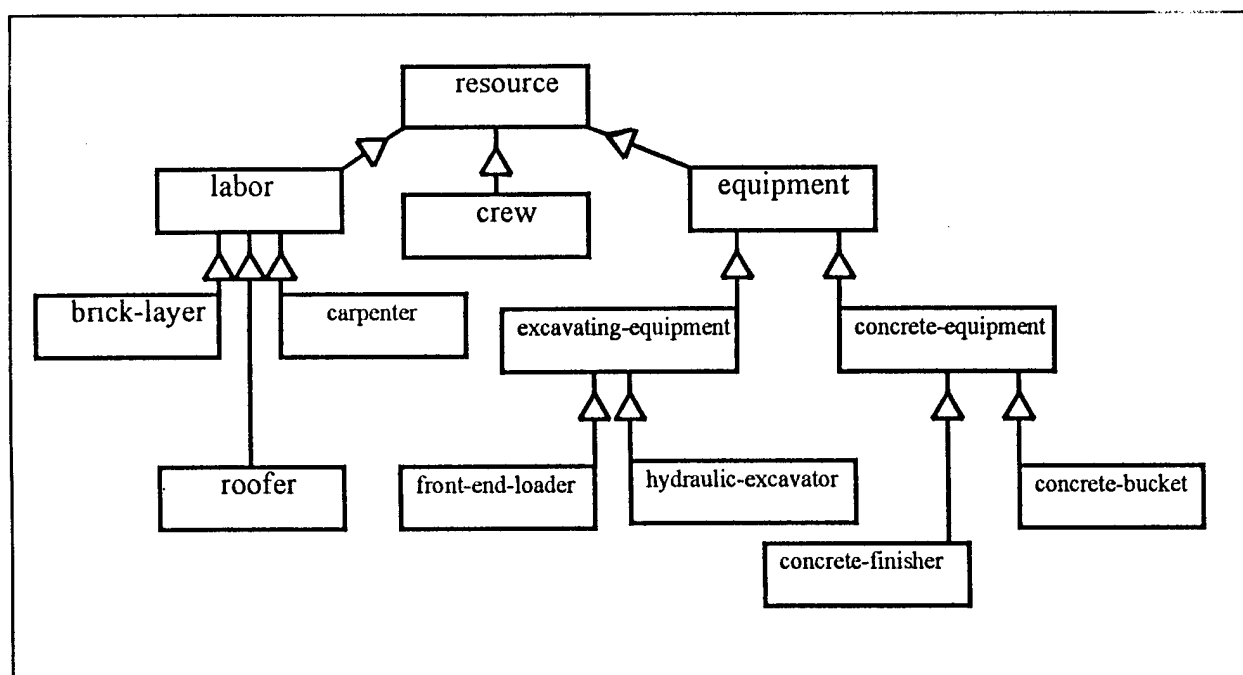 resource
labor
crew
equipment
brick-layer
carpenter
excavating-equipment
concrete-equipment
roofer
front-end-loader
hydraulic-excavator
concrete-bucket
concrete-finisher